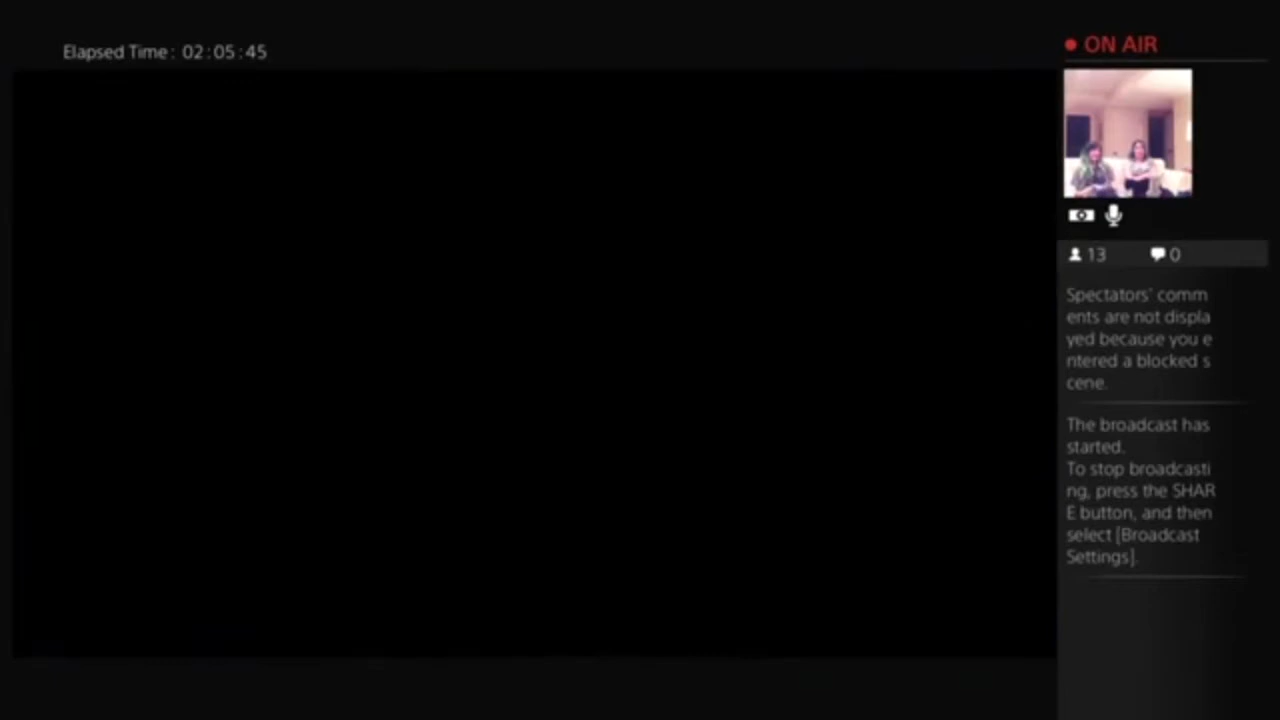 Elapsed Time: 02:05:45
ON AIR
13
0
Spectators' comm
ents are not displa
yed because you e
ntered a blocked s
cene.
The broadcast has
started.
To stop broadcasti
ng, press the SHAR
E button, and then
select [Broadcast
Settings].